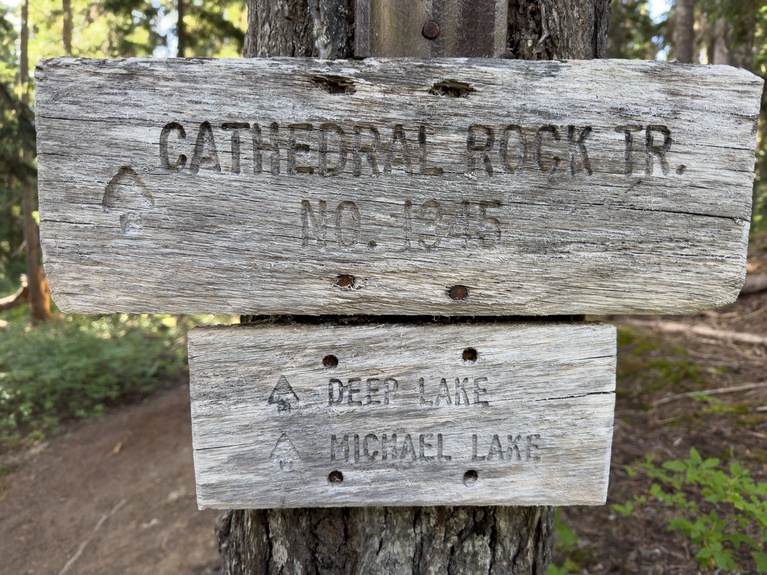 CATHEDRAL ROCK TR.
NO. 1345
DEEP LAKE
MICHAEL LAKE